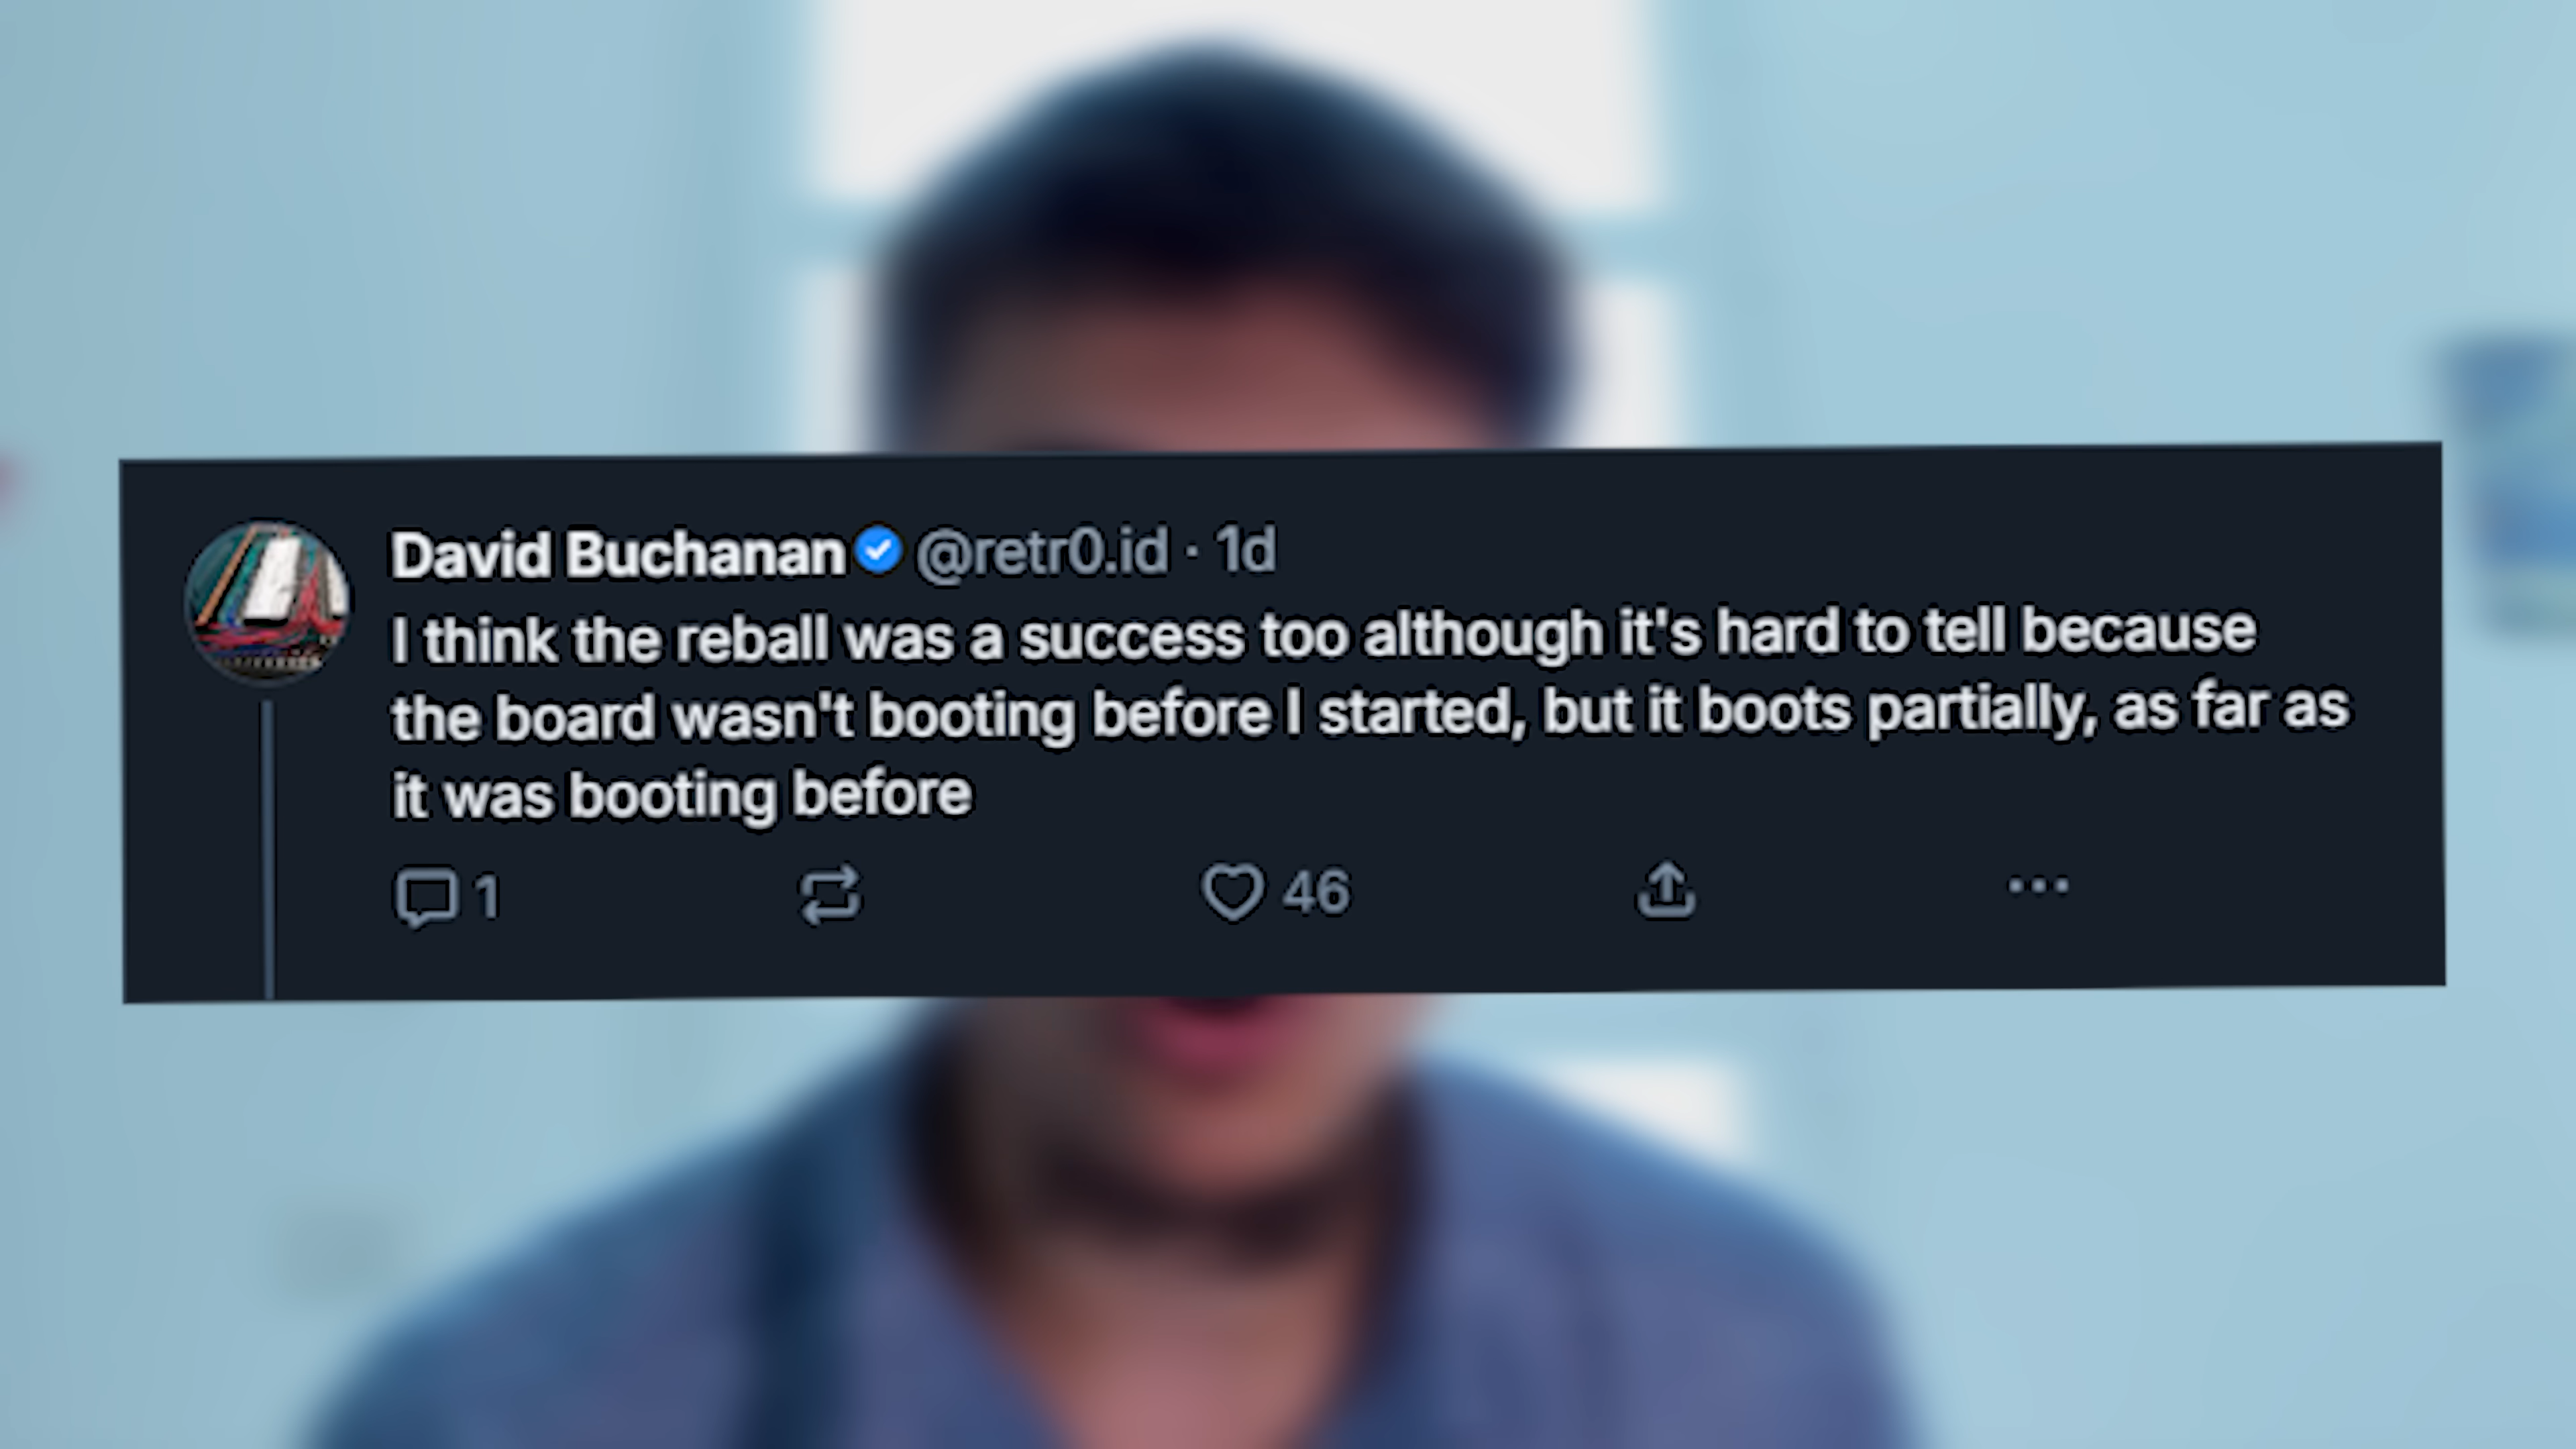 David Buchanan @retr0.id · 1d
I think the reball was a success too although it's hard to tell because
the board wasn't booting before I started, but it boots partially, as far as
it was booting before
1 46